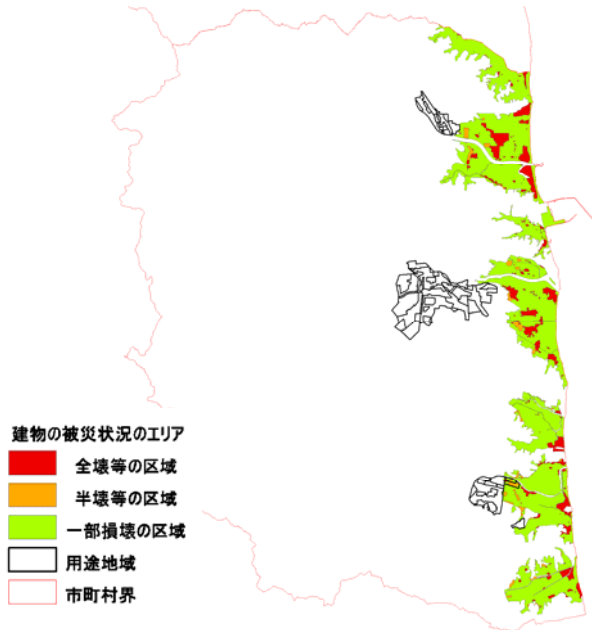 建物の被災状況のエリア
全壊等の区域
半壊等の区域
一部損壊の区域
用途地域
市町村界